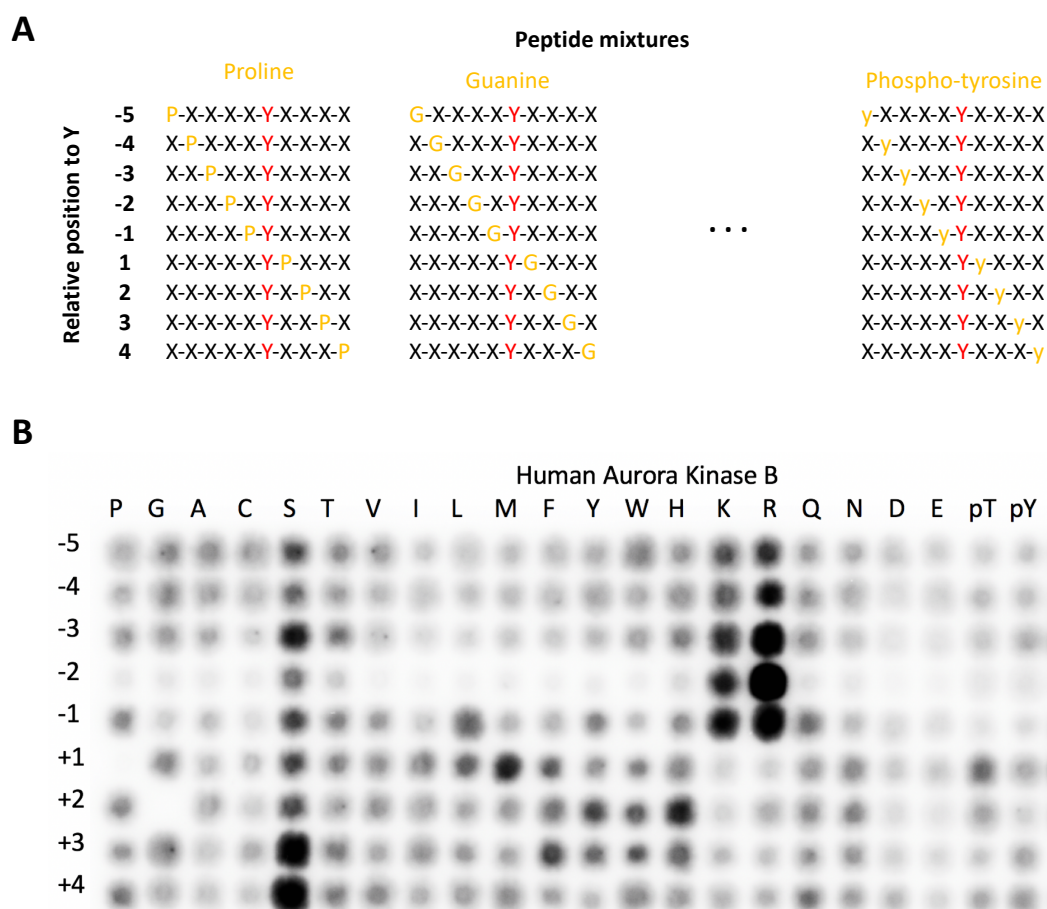 A
Peptide mixtures
Proline Guanine Phospho-tyrosine
Relative position to Y
-5 P-X-X-X-X-Y-X-X-X-X G-X-X-X-X-Y-X-X-X-X y-X-X-X-X-Y-X-X-X-X
-4 X-P-X-X-X-Y-X-X-X-X X-G-X-X-X-Y-X-X-X-X X-y-X-X-X-Y-X-X-X-X
-3 X-X-P-X-X-Y-X-X-X-X X-X-G-X-X-Y-X-X-X-X X-X-y-X-X-Y-X-X-X-X
-2 X-X-X-P-X-Y-X-X-X-X X-X-X-G-X-Y-X-X-X-X X-X-X-y-X-Y-X-X-X-X
-1 X-X-X-X-P-Y-X-X-X-X X-X-X-X-G-Y-X-X-X-X ... X-X-X-X-y-Y-X-X-X-X
1 X-X-X-X-X-Y-P-X-X-X X-X-X-X-X-Y-G-X-X-X X-X-X-X-X-Y-y-X-X-X
2 X-X-X-X-X-Y-X-P-X-X X-X-X-X-X-Y-X-G-X-X X-X-X-X-X-Y-X-y-X-X
3 X-X-X-X-X-Y-X-X-P-X X-X-X-X-X-Y-X-X-G-X X-X-X-X-X-Y-X-X-y-X
4 X-X-X-X-X-Y-X-X-X-P X-X-X-X-X-Y-X-X-X-G X-X-X-X-X-Y-X-X-X-y
B
Human Aurora Kinase B
P G A C S T V I L M F Y W H K R Q N D E pT pY
-5
-4
-3
-2
-1
+1
+2
+3
+4